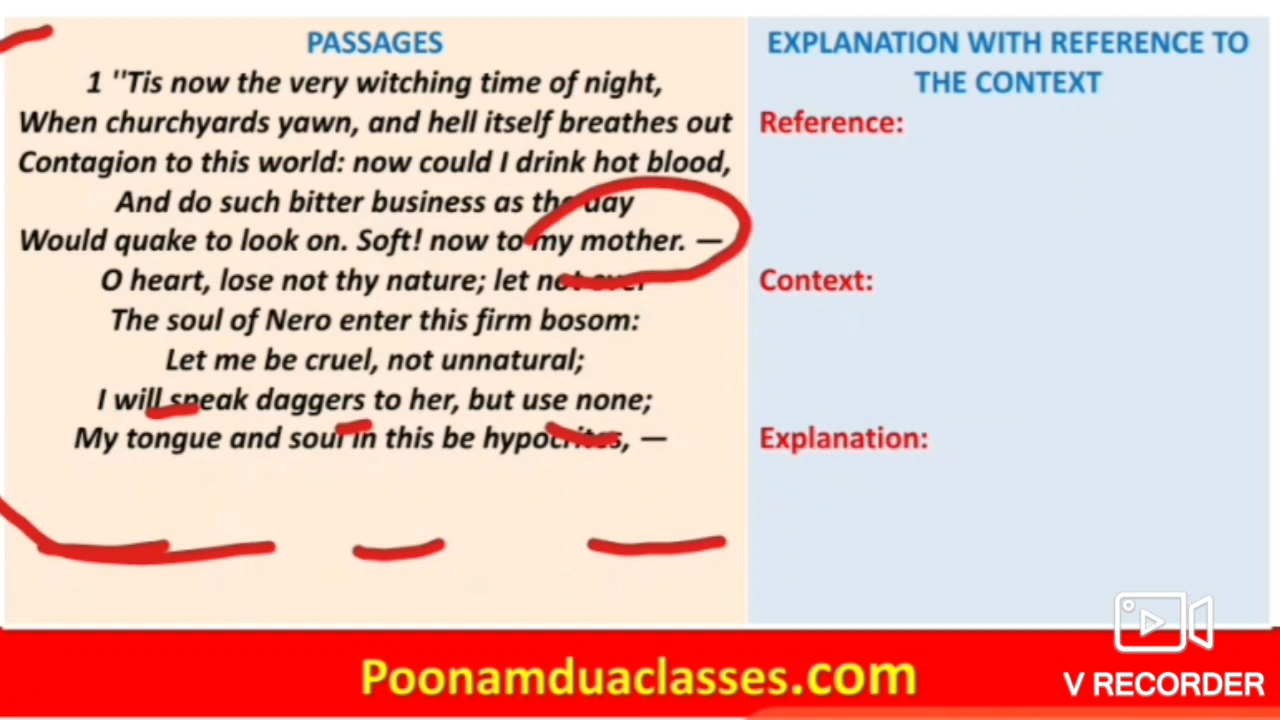 PASSAGES
1 ''Tis now the very witching time of night,
When churchyards yawn, and hell itself breathes out
Contagion to this world: now could I drink hot blood,
And do such bitter business as the day
Would quake to look on. Soft! now to my mother. —
O heart, lose not thy nature; let not ever
The soul of Nero enter this firm bosom:
Let me be cruel, not unnatural;
I will speak daggers to her, but use none;
My tongue and soul in this be hypocrites, —
EXPLANATION WITH REFERENCE TO
THE CONTEXT
Reference:
Context:
Explanation:
Poonamduaclasses.com
V RECORDER